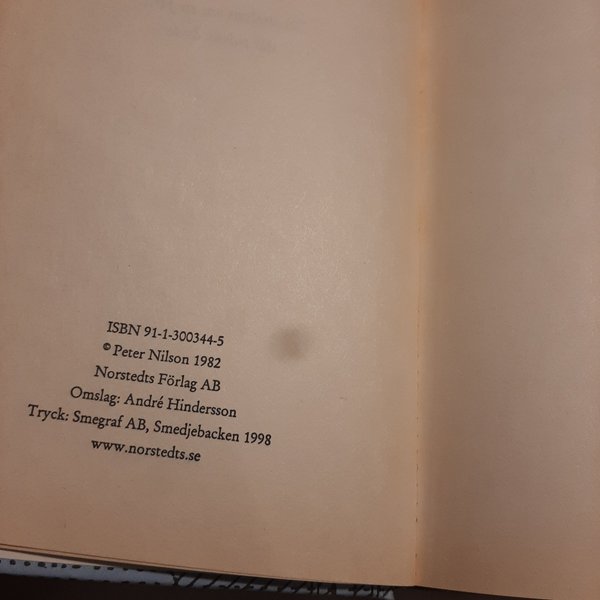 ISBN 91-1-300344-5
© Peter Nilson 1982
Norstedts Förlag AB
Omslag: André Hindersson
Tryck: Smegraf AB, Smedjebacken 1998
www.norstedts.se